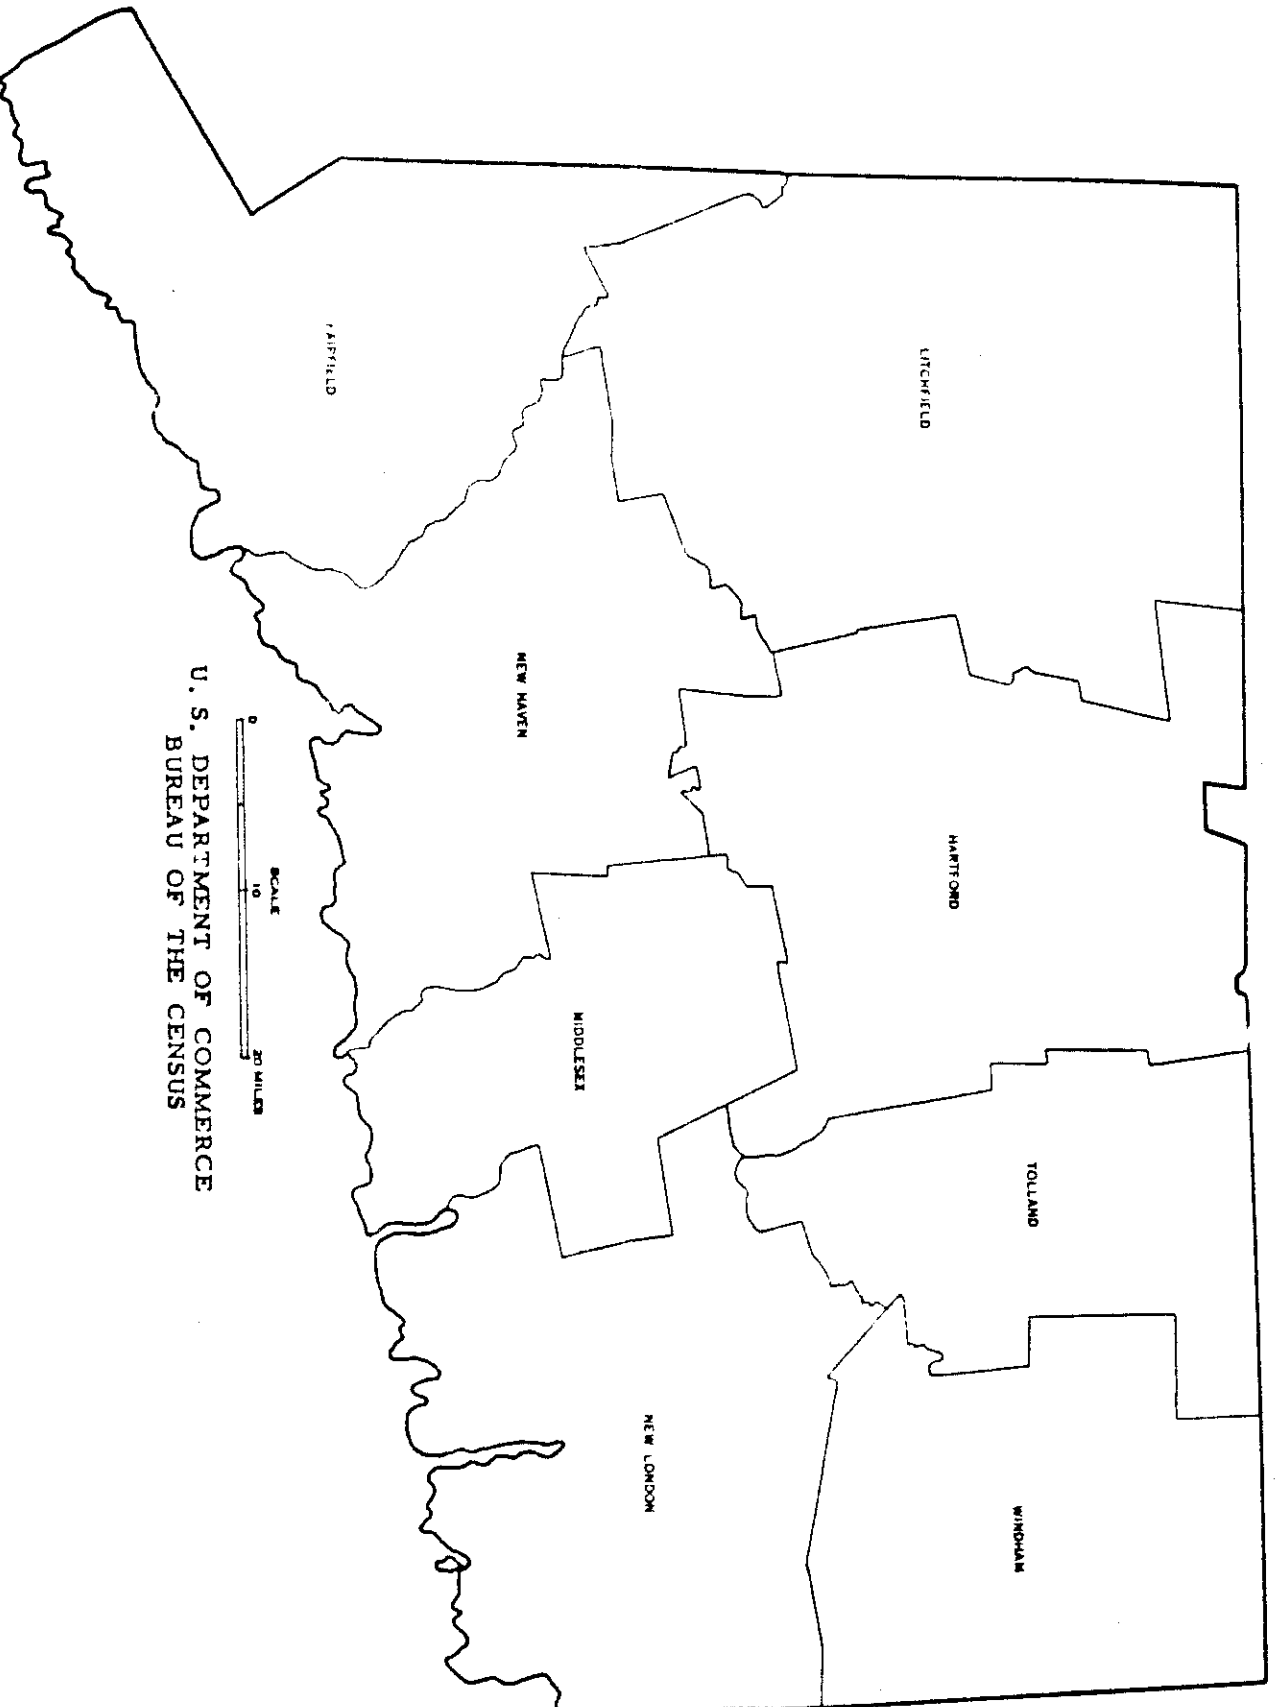 LITCHFIELD
HARTFORD
TOLLAND
WINDHAM
FAIRFIELD
NEW HAVEN
MIDDLESEX
NEW LONDON
SCALE
0 10 20 MILES
U. S. DEPARTMENT OF COMMERCE
BUREAU OF THE CENSUS